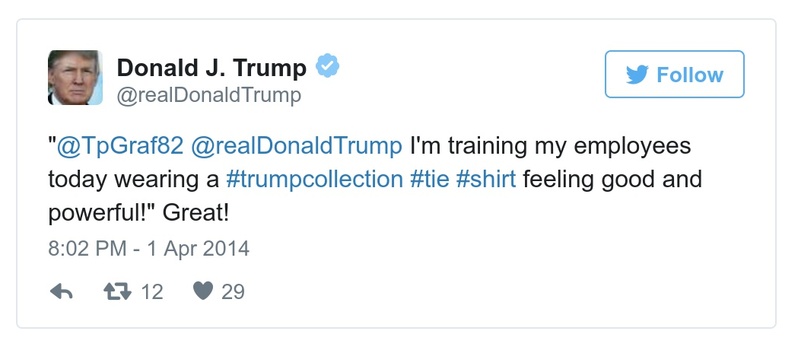 Donald J. Trump
@realDonaldTrump
Follow
"@TpGraf82 @realDonaldTrump I'm training my employees
today wearing a #trumpcollection #tie #shirt feeling good and
powerful!" Great!
8:02 PM - 1 Apr 2014
12 29